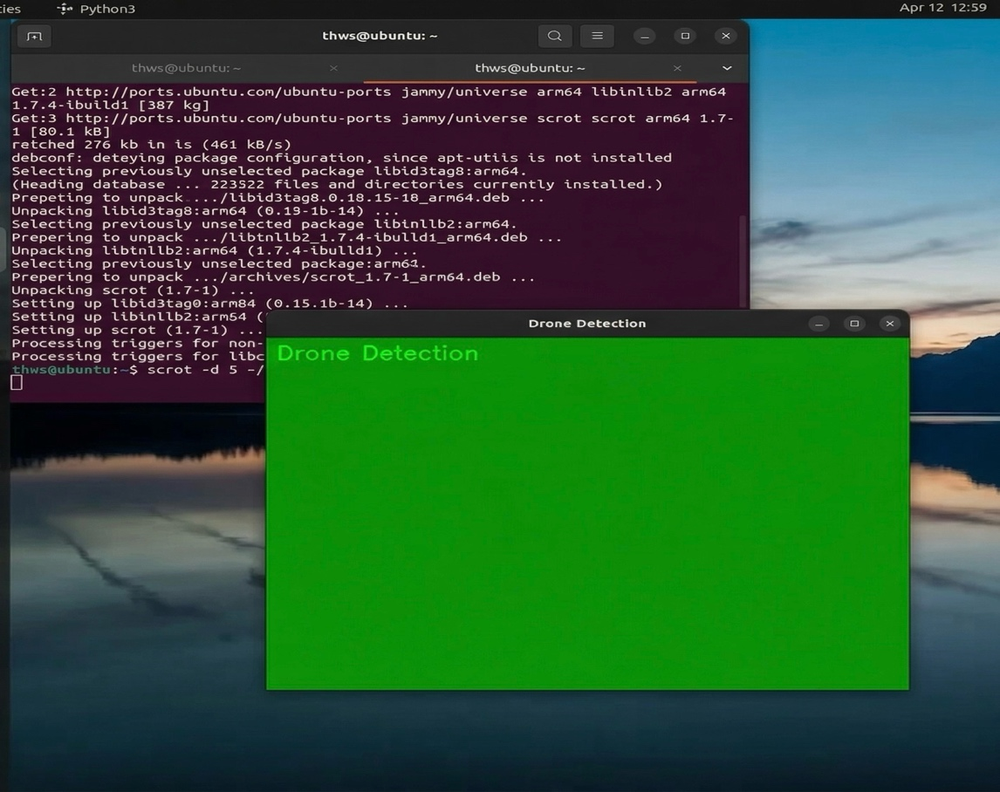 ties Python3 Apr 12 12:59
thws@ubuntu: ~
thws@ubuntu: ~ thws@ubuntu: ~
Get:2 http://ports.ubuntu.com/ubuntu-ports jammy/universe arm64 libinlib2 arm64
1.7.4-ibuild1 [387 kg]
Get:3 http://ports.ubuntu.com/ubuntu-ports jammy/universe scrot scrot arm64 1.7-
1 [80.1 kB]
retched 276 kb in is (461 kB/s)
debconf: deteying package configuration, since apt-utiis is not installed
Selecting previously unselected package libid3tag8:arm64.
(Heading database ... 223522 files and directories currently installed.)
Prepeting to unpack .../libid3tag8.0.18.15-18_arm64.deb ...
Unpacking libid3tag8:arm64 (0.19-1b-14) ...
Selecting previously unselected package libinllb2:arm64.
Prepering to unpack .../libtnllb2_1.7.4-ibulld1_arm64.deb ...
Unpacking libtnllb2:arm64 (1.7.4-ibulld1) ...
Selecting previously unselected package:arm64.
Prepering to unpack .../archives/scrot_1.7-1_arm64.deb ...
Unpacking scrot (1.7-1) ...
Setting up libid3tag0:arm84 (0.15.1b-14) ...
Setting up libinllb2:arm54 (
Setting up scrot (1.7-1) ...
Processing triggers for non-
Processing triggers for libc
thws@ubuntu:~$ scrot -d 5 ~/
Drone Detection
Drone Detection